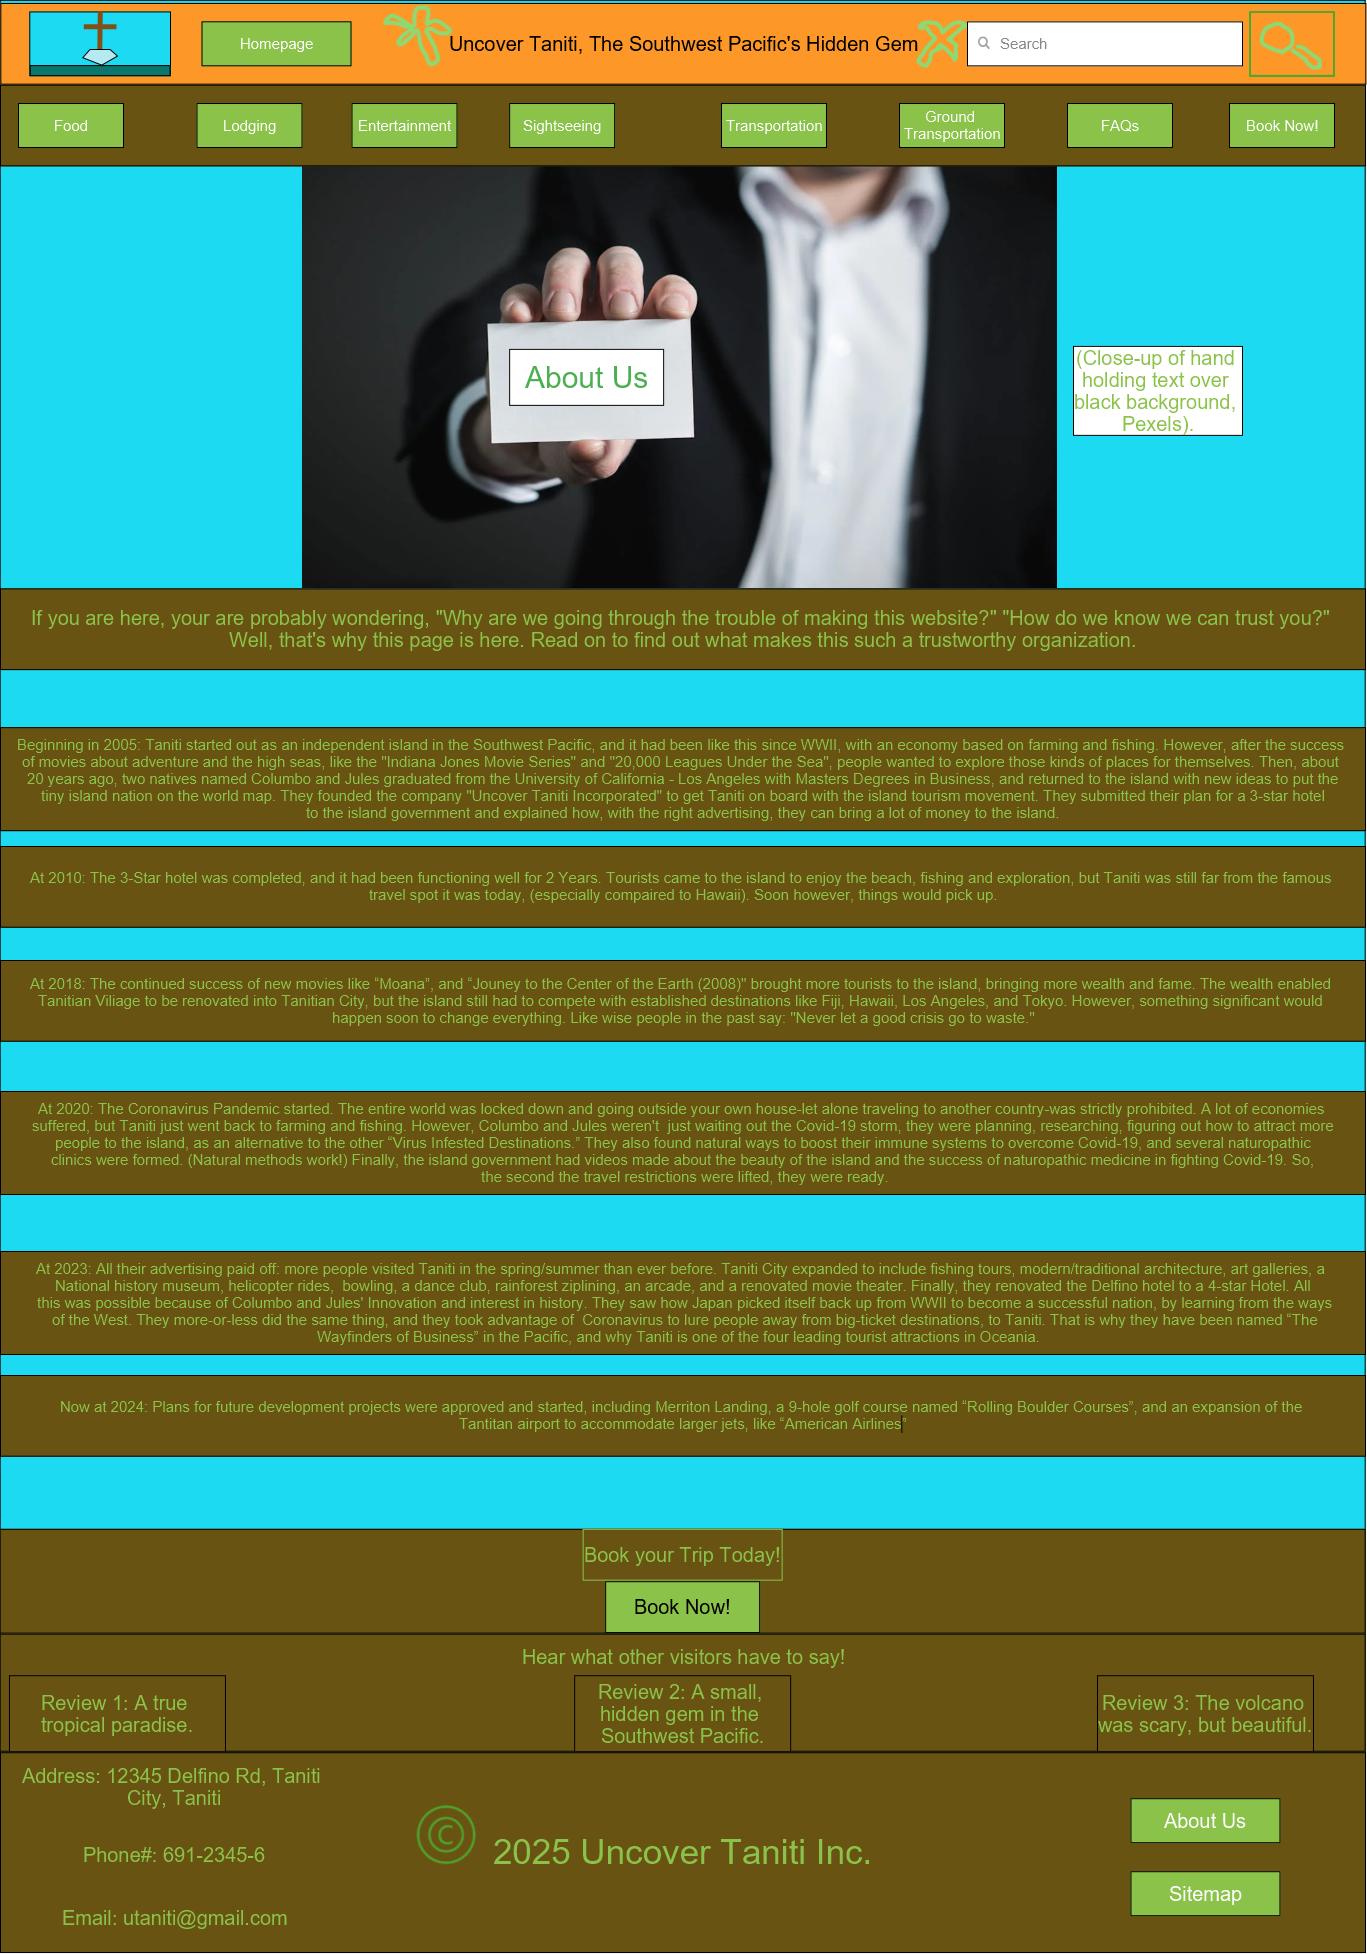 Homepage
Uncover Taniti, The Southwest Pacific's Hidden Gem
Search
Food
Lodging
Entertainment
Sightseeing
Transportation
Ground
Transportation
FAQs
Book Now!
About Us
(Close-up of hand
holding text over
black background,
Pexels).
If you are here, your are probably wondering, "Why are we going through the trouble of making this website?" "How do we know we can trust you?"
Well, that's why this page is here. Read on to find out what makes this such a trustworthy organization.
Beginning in 2005: Taniti started out as an independent island in the Southwest Pacific, and it had been like this since WWII, with an economy based on farming and fishing. However, after the success
of movies about adventure and the high seas, like the "Indiana Jones Movie Series" and "20,000 Leagues Under the Sea", people wanted to explore those kinds of places for themselves. Then, about
20 years ago, two natives named Columbo and Jules graduated from the University of California - Los Angeles with Masters Degrees in Business, and returned to the island with new ideas to put the
tiny island nation on the world map. They founded the company "Uncover Taniti Incorporated" to get Taniti on board with the island tourism movement. They submitted their plan for a 3-star hotel
to the island government and explained how, with the right advertising, they can bring a lot of money to the island.
At 2010: The 3-Star hotel was completed, and it had been functioning well for 2 Years. Tourists came to the island to enjoy the beach, fishing and exploration, but Taniti was still far from the famous
travel spot it was today, (especially compaired to Hawaii). Soon however, things would pick up.
At 2018: The continued success of new movies like “Moana”, and “Jouney to the Center of the Earth (2008)" brought more tourists to the island, bringing more wealth and fame. The wealth enabled
Tanitian Viliage to be renovated into Tanitian City, but the island still had to compete with established destinations like Fiji, Hawaii, Los Angeles, and Tokyo. However, something significant would
happen soon to change everything. Like wise people in the past say: "Never let a good crisis go to waste."
At 2020: The Coronavirus Pandemic started. The entire world was locked down and going outside your own house-let alone traveling to another country-was strictly prohibited. A lot of economies
suffered, but Taniti just went back to farming and fishing. However, Columbo and Jules weren't just waiting out the Covid-19 storm, they were planning, researching, figuring out how to attract more
people to the island, as an alternative to the other “Virus Infested Destinations.” They also found natural ways to boost their immune systems to overcome Covid-19, and several naturopathic
clinics were formed. (Natural methods work!) Finally, the island government had videos made about the beauty of the island and the success of naturopathic medicine in fighting Covid-19. So,
the second the travel restrictions were lifted, they were ready.
At 2023: All their advertising paid off: more people visited Taniti in the spring/summer than ever before. Taniti City expanded to include fishing tours, modern/traditional architecture, art galleries, a
National history museum, helicopter rides, bowling, a dance club, rainforest ziplining, an arcade, and a renovated movie theater. Finally, they renovated the Delfino hotel to a 4-star Hotel. All
this was possible because of Columbo and Jules' Innovation and interest in history. They saw how Japan picked itself back up from WWII to become a successful nation, by learning from the ways
of the West. They more-or-less did the same thing, and they took advantage of Coronavirus to lure people away from big-ticket destinations, to Taniti. That is why they have been named “The
Wayfinders of Business” in the Pacific, and why Taniti is one of the four leading tourist attractions in Oceania.
Now at 2024: Plans for future development projects were approved and started, including Merriton Landing, a 9-hole golf course named “Rolling Boulder Courses”, and an expansion of the
Tantitan airport to accommodate larger jets, like “American Airlines”
Book your Trip Today!
Book Now!
Hear what other visitors have to say!
Review 1: A true
tropical paradise.
Review 2: A small,
hidden gem in the
Southwest Pacific.
Review 3: The volcano
was scary, but beautiful.
Address: 12345 Delfino Rd, Taniti
City, Taniti
Phone#: 691-2345-6
Email: utaniti@gmail.com
© 2025 Uncover Taniti Inc.
About Us
Sitemap